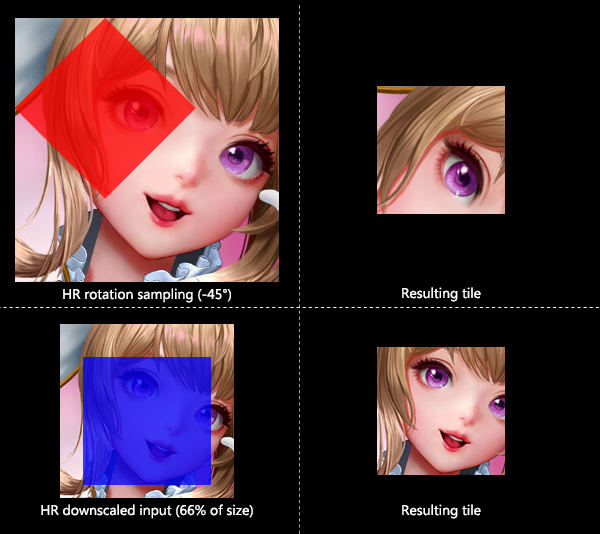 HR rotation sampling (-45°)
Resulting tile
HR downscaled input (66% of size)
Resulting tile